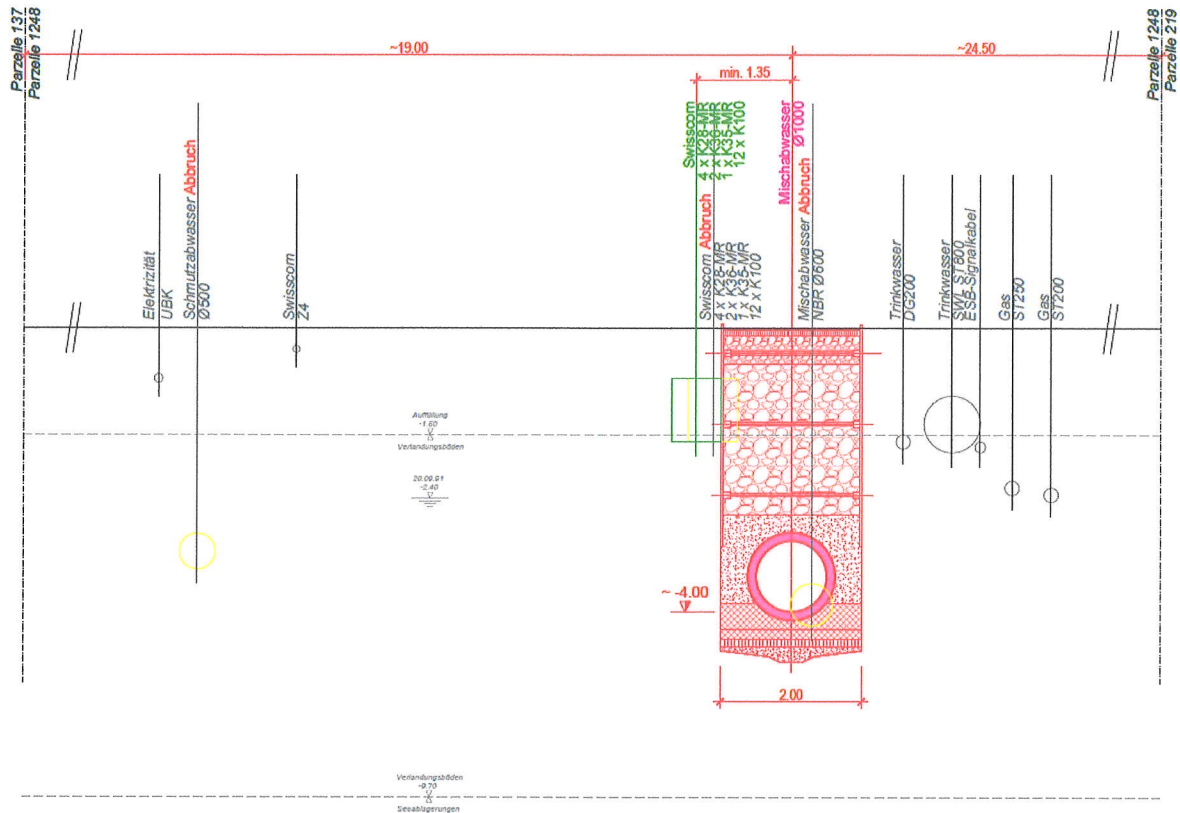 Parzelle 137
Parzelle 1248
~19.00
~24.50
Parzelle 1248
Parzelle 219
min. 1.35
Swisscom
4 x K28-MR
2 x K36-MR
1 x K35-MR
12 x K100
Mischabwasser
Ø1000
Elektrizität
UBK
Schmutzabwasser Abbruch
Ø500
Swisscom
Z4
Swisscom Abbruch
4 x K28-MR
2 x K36-MR
1 x K35-MR
12 x K100
Mischabwasser Abbruch
NBR Ø600
Trinkwasser
DG200
Trinkwasser
SWL ST800
ESB-Signalkabel
Gas
ST250
Gas
ST200
Auffüllung
-1.60
Verlandungsböden
20.09.91
-2.40
~ -4.00
2.00
Verlandungsböden
-9.70
Seeablagerungen